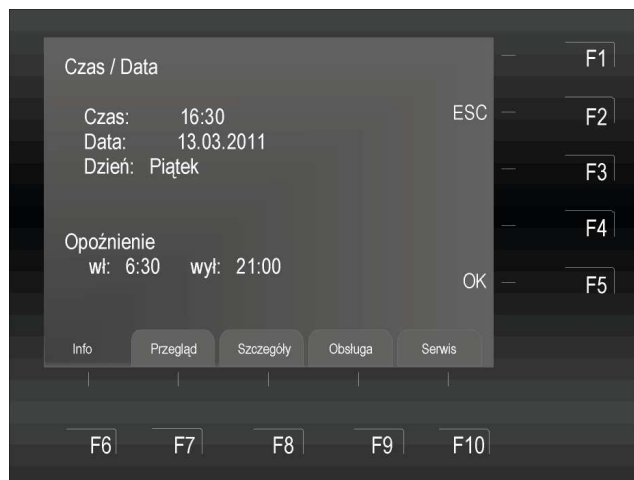 Czas / Data
F1
Czas: 16:30
ESC
F2
Data: 13.03.2011
Dzień: Piątek
F3
F4
Opoźnienie
wł: 6:30 wył: 21:00
OK
F5
Info Przegląd Szczegóły Obsługa Serwis
F6 F7 F8 F9 F10